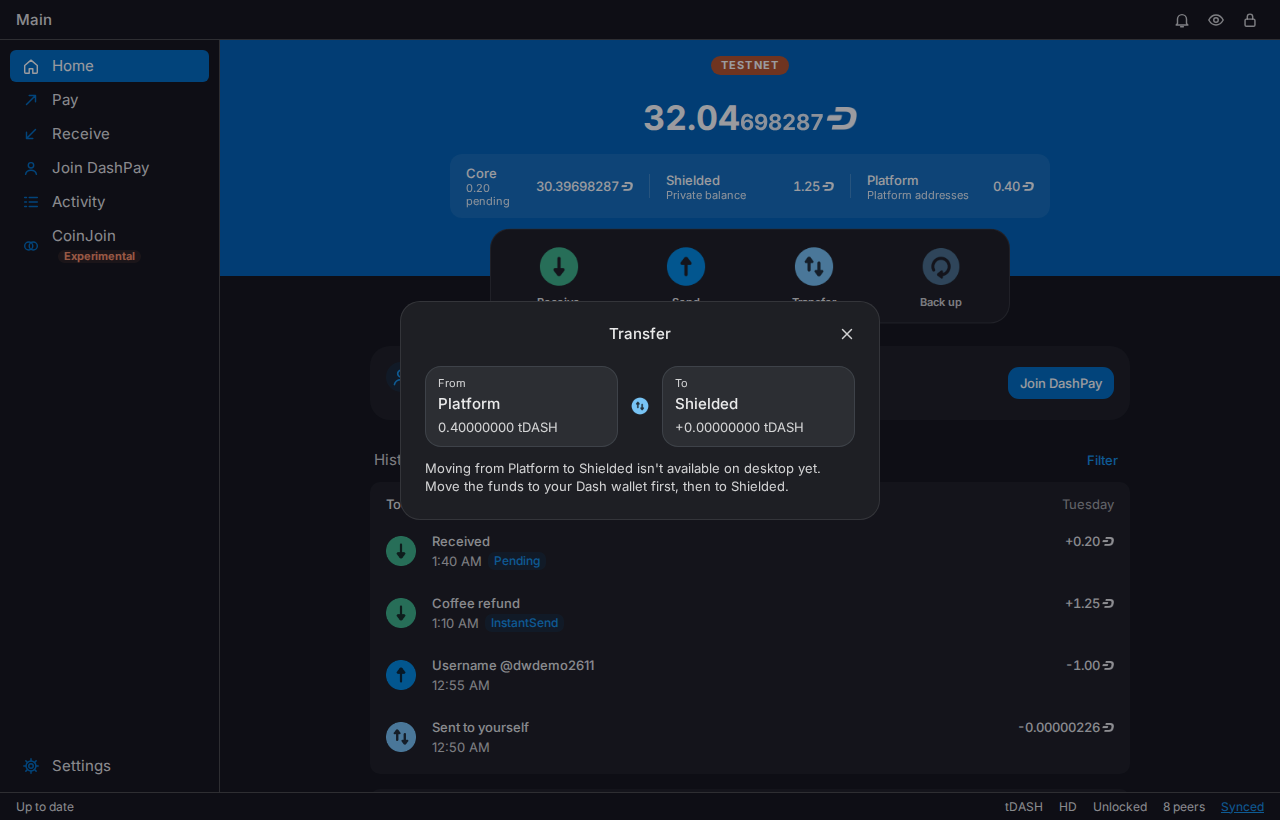 Main
Home
Pay
Receive
Join DashPay
Activity
CoinJoin
Experimental
Settings
TESTNET
32.04698287
Core
0.20
pending
30.39698287
Shielded
Private balance
1.25
Platform
Platform addresses
0.40
Receive
Send
Transfer
Back up
Transfer
From
Platform
0.40000000 tDASH
To
Shielded
+0.00000000 tDASH
Moving from Platform to Shielded isn't available on desktop yet.
Move the funds to your Dash wallet first, then to Shielded.
Join DashPay
Filter
Tuesday
Received
1:40 AM Pending
+0.20
Coffee refund
1:10 AM InstantSend
+1.25
Username @dwdemo2611
12:55 AM
-1.00
Sent to yourself
12:50 AM
-0.00000226
Up to date
tDASH HD Unlocked 8 peers Synced